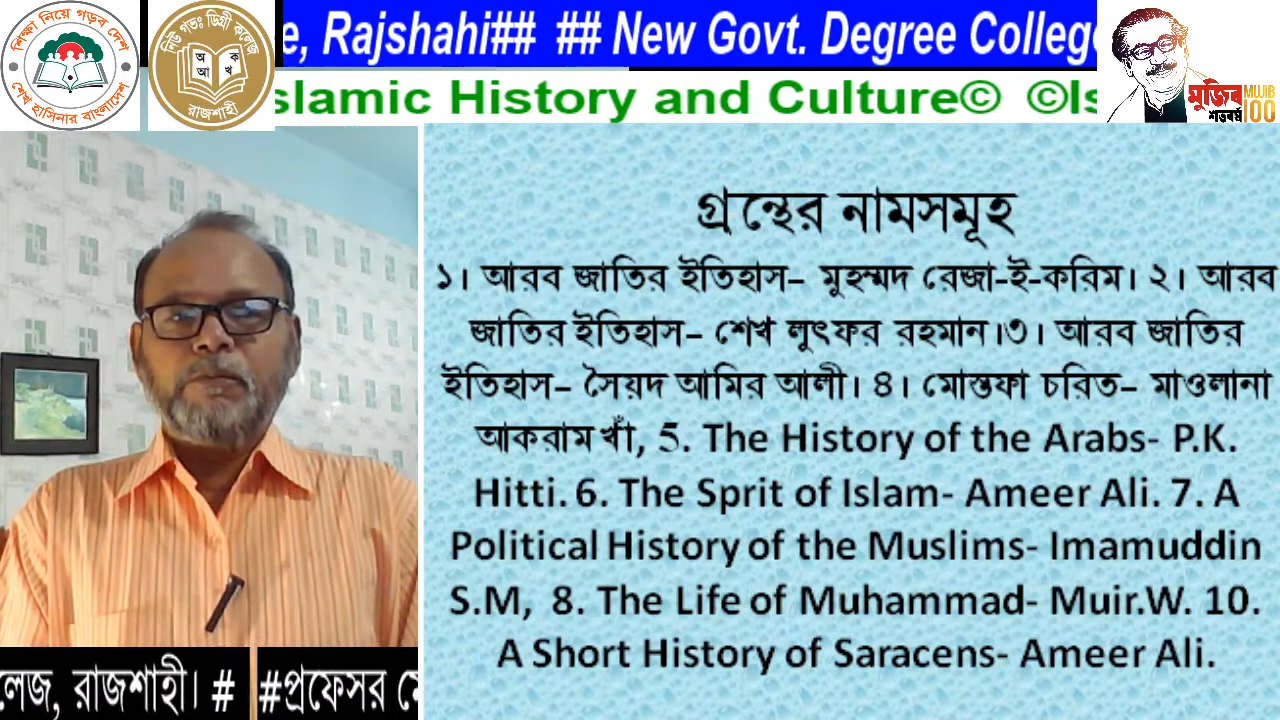 শিক্ষা নিয়ে গড়ব দেশ
শেখ হাসিনার বাংলাদেশ
নিউ গভঃ ডিগ্রী কলেজ
অ ক
আ খ
রাজশাহী
e, Rajshahi## ## New Govt. Degree College
slamic History and Culture© ©Is
মুজিব
শতবর্ষ
MUJIB
100
গ্রন্থের নামসমূহ
১। আরব জাতির ইতিহাস– মুহম্মদ রেজা-ই-করিম। ২। আরব
জাতির ইতিহাস– শেখ লুৎফর রহমান।৩। আরব জাতির
ইতিহাস– সৈয়দ আমির আলী। ৪। মোস্তফা চরিত– মাওলানা
আকরাম খাঁ, 5. The History of the Arabs- P.K.
Hitti. 6. The Sprit of Islam- Ameer Ali. 7. A
Political History of the Muslims- Imamuddin
S.M, 8. The Life of Muhammad- Muir.W. 10.
A Short History of Saracens- Ameer Ali.
লেজ, রাজশাহী। # #প্রফেসর মো